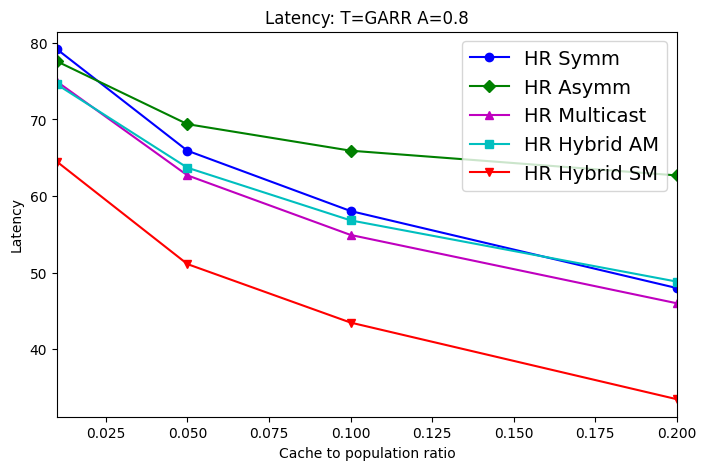 Latency: T=GARR A=0.8
HR Symm
HR Asymm
HR Multicast
HR Hybrid AM
HR Hybrid SM
80
70
60
50
40
Latency
0.025 0.050 0.075 0.100 0.125 0.150 0.175 0.200
Cache to population ratio